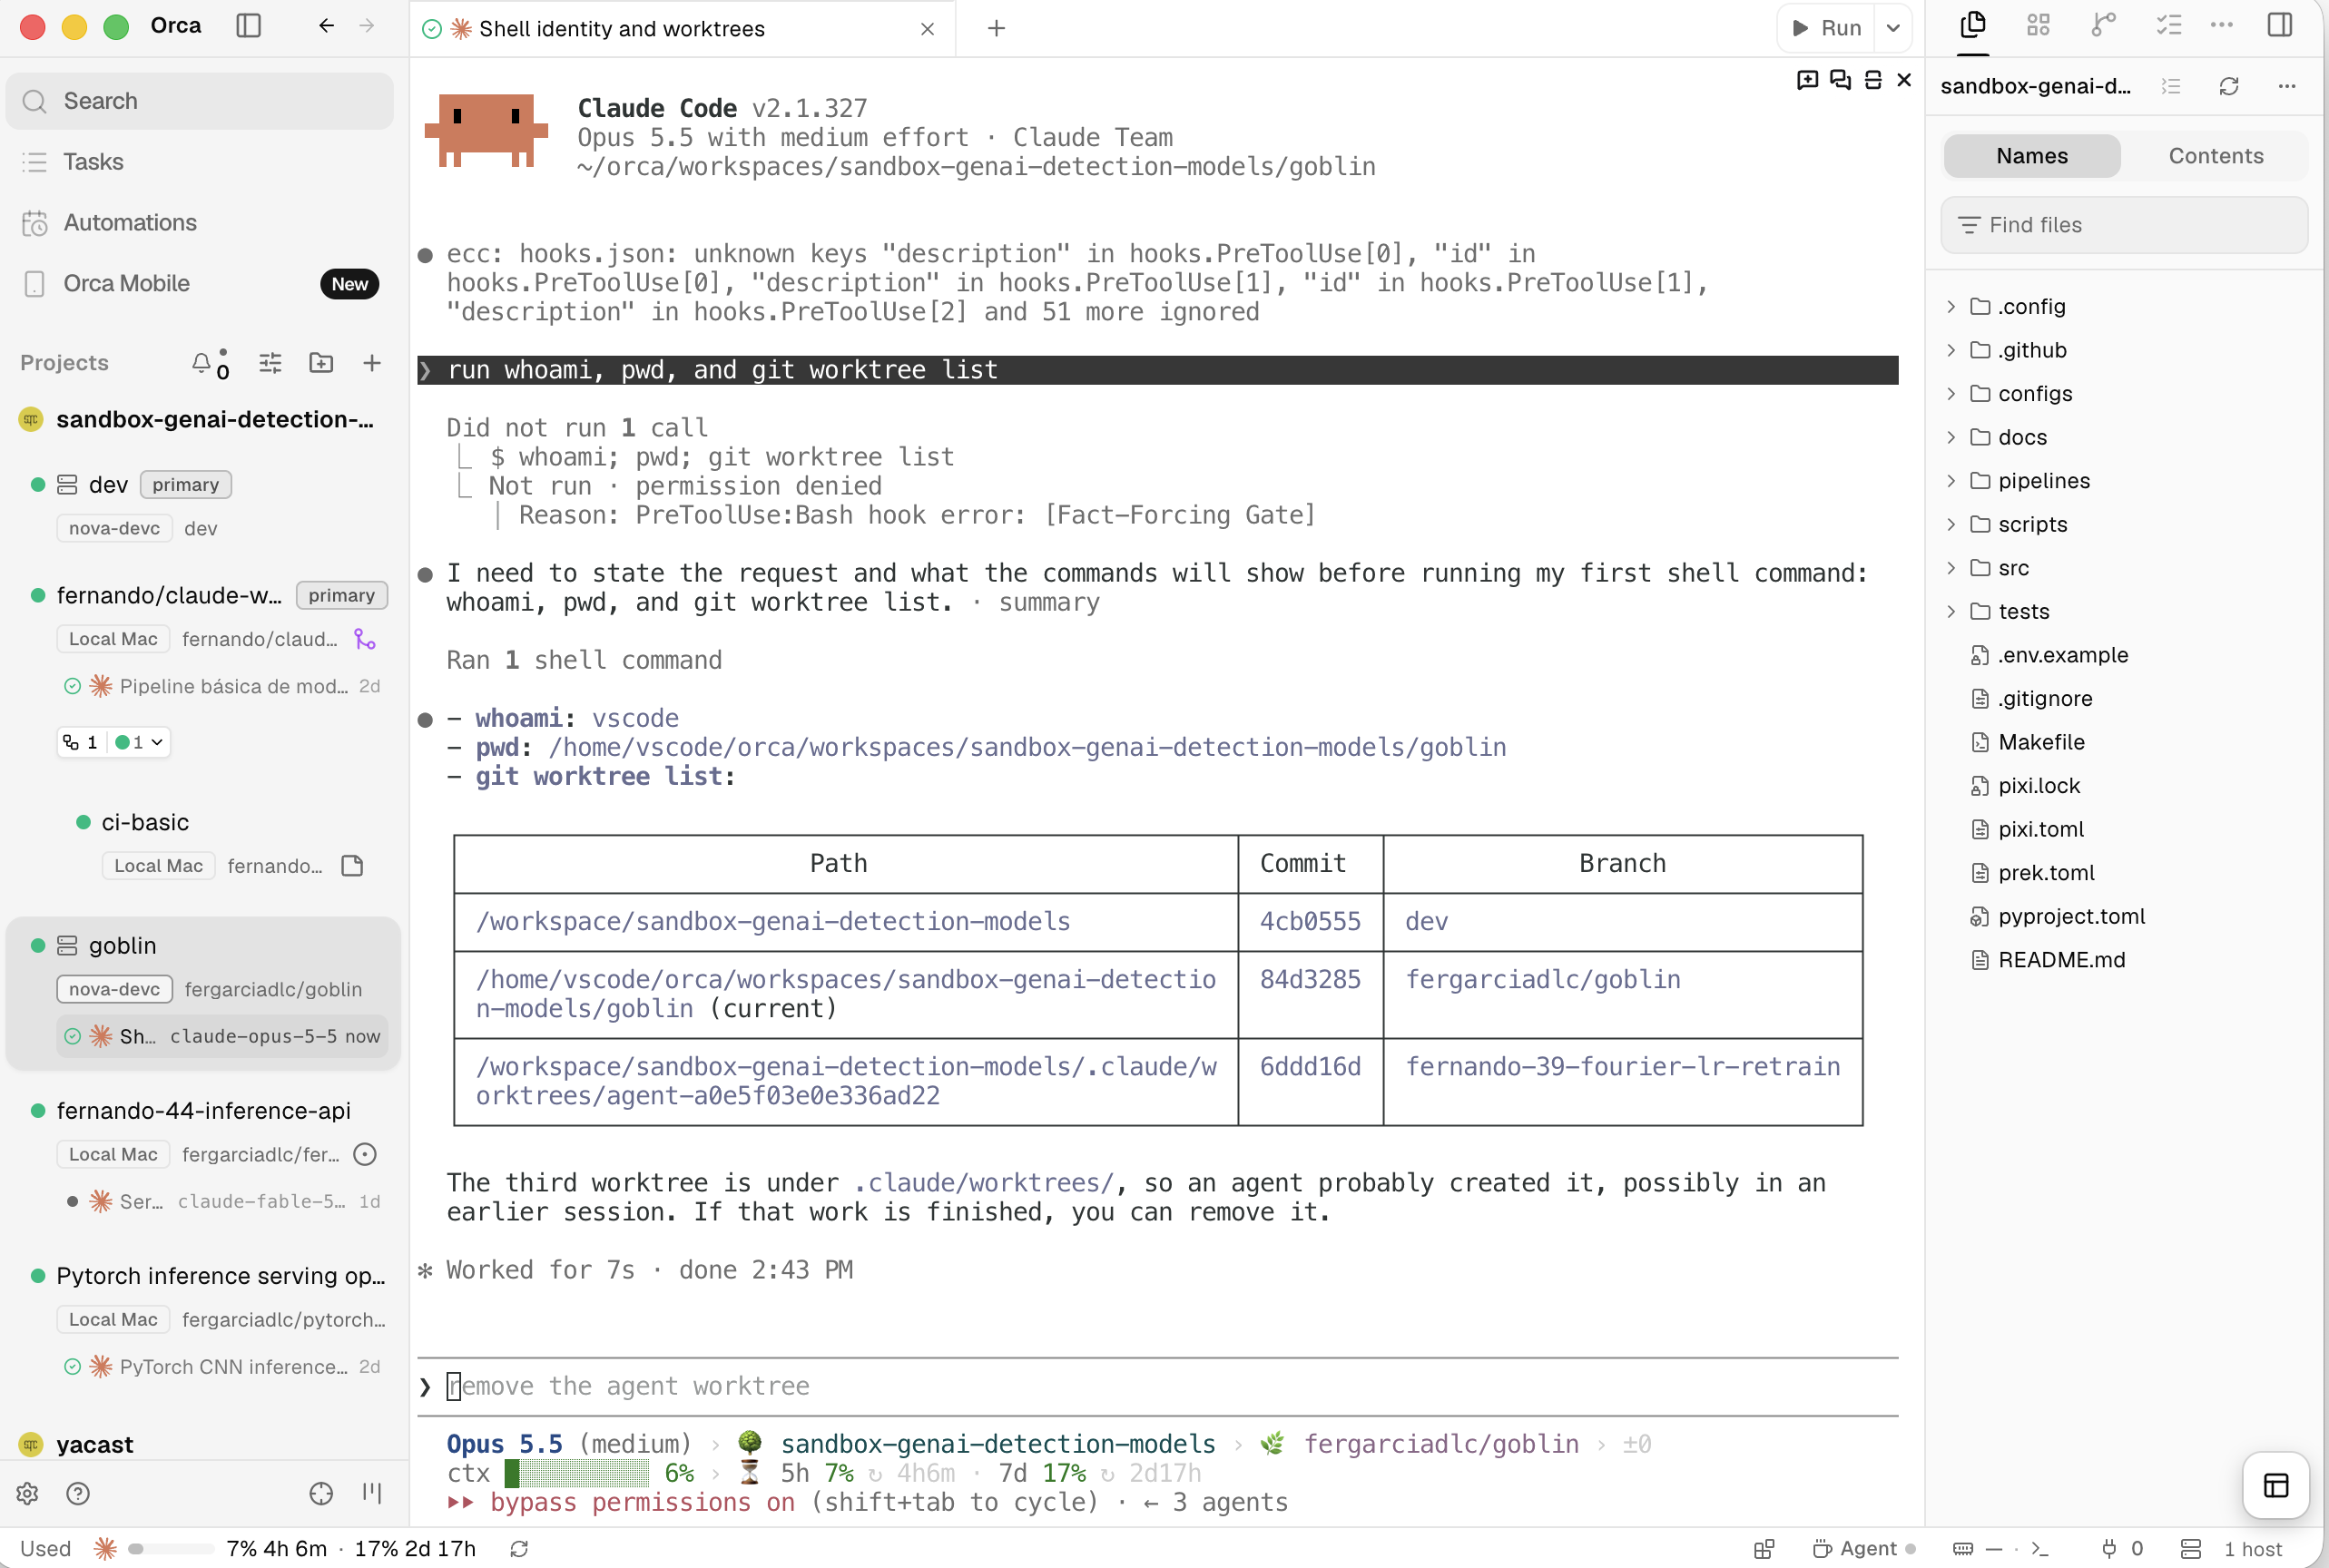 Orca
Search
Tasks
Automations
Orca Mobile New
Projects 0
sandbox-genai-detection-...
dev primary
nova-devc dev
fernando/claude-w... primary
Local Mac fernando/claud...
Pipeline básica de mod... 2d
1 1
ci-basic
Local Mac fernando...
goblin
nova-devc fergarciadlc/goblin
Sh... claude-opus-5-5 now
fernando-44-inference-api
Local Mac fergarciadlc/fer...
Ser... claude-fable-5... 1d
Pytorch inference serving op...
Local Mac fergarciadlc/pytorch...
PyTorch CNN inference... 2d
yacast
Shell identity and worktrees
Run
Claude Code v2.1.327
Opus 5.5 with medium effort · Claude Team
~/orca/workspaces/sandbox-genai-detection-models/goblin
● ecc: hooks.json: unknown keys "description" in hooks.PreToolUse[0], "id" in
hooks.PreToolUse[0], "description" in hooks.PreToolUse[1], "id" in hooks.PreToolUse[1],
"description" in hooks.PreToolUse[2] and 51 more ignored
❯ run whoami, pwd, and git worktree list
Did not run 1 call
$ whoami; pwd; git worktree list
Not run · permission denied
Reason: PreToolUse:Bash hook error: [Fact-Forcing Gate]
● I need to state the request and what the commands will show before running my first shell command:
whoami, pwd, and git worktree list. · summary
Ran 1 shell command
● - whoami: vscode
- pwd: /home/vscode/orca/workspaces/sandbox-genai-detection-models/goblin
- git worktree list:
Path Commit Branch
/workspace/sandbox-genai-detection-models 4cb0555 dev
/home/vscode/orca/workspaces/sandbox-genai-detectio 84d3285 fergarciadlc/goblin
n-models/goblin (current)
/workspace/sandbox-genai-detection-models/.claude/w 6ddd16d fernando-39-fourier-lr-retrain
orktrees/agent-a0e5f03e0e336ad22
The third worktree is under .claude/worktrees/, so an agent probably created it, possibly in an
earlier session. If that work is finished, you can remove it.
✻ Worked for 7s · done 2:43 PM
❯ remove the agent worktree
Opus 5.5 (medium) › 🌳 sandbox-genai-detection-models › 🌿 fergarciadlc/goblin › ±0
ctx 6% › ⏳ 5h 7% ↻ 4h6m · 7d 17% ↻ 2d17h
⏵⏵ bypass permissions on (shift+tab to cycle) · ← 3 agents
sandbox-genai-d...
Names Contents
Find files
.config
.github
configs
docs
pipelines
scripts
src
tests
.env.example
.gitignore
Makefile
pixi.lock
pixi.toml
prek.toml
pyproject.toml
README.md
Used 7% 4h 6m · 17% 2d 17h
Agent — · 0 1 host